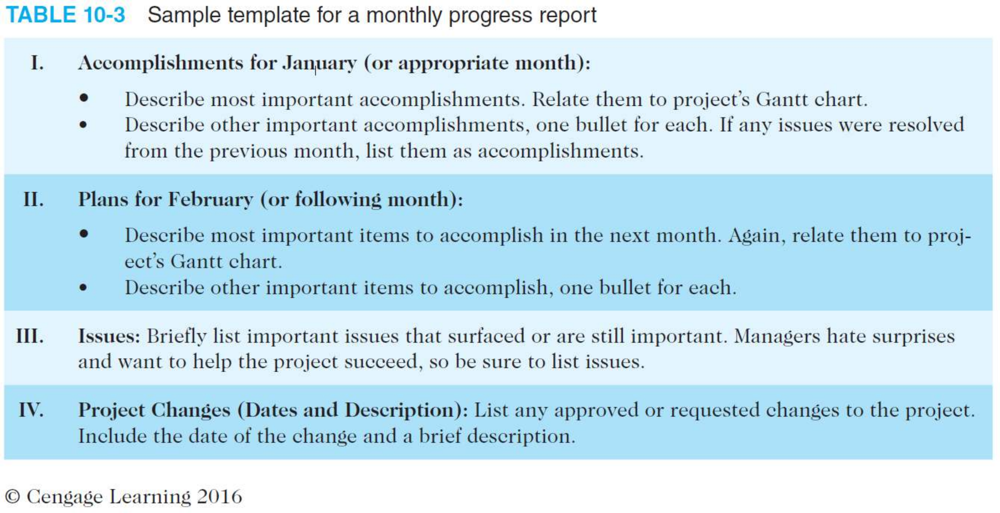 TABLE 10-3 Sample template for a monthly progress report
I. Accomplishments for January (or appropriate month):
• Describe most important accomplishments. Relate them to project's Gantt chart.
• Describe other important accomplishments, one bullet for each. If any issues were resolved
from the previous month, list them as accomplishments.
II. Plans for February (or following month):
• Describe most important items to accomplish in the next month. Again, relate them to proj-
ect's Gantt chart.
• Describe other important items to accomplish, one bullet for each.
III. Issues: Briefly list important issues that surfaced or are still important. Managers hate surprises
and want to help the project succeed, so be sure to list issues.
IV. Project Changes (Dates and Description): List any approved or requested changes to the project.
Include the date of the change and a brief description.
© Cengage Learning 2016